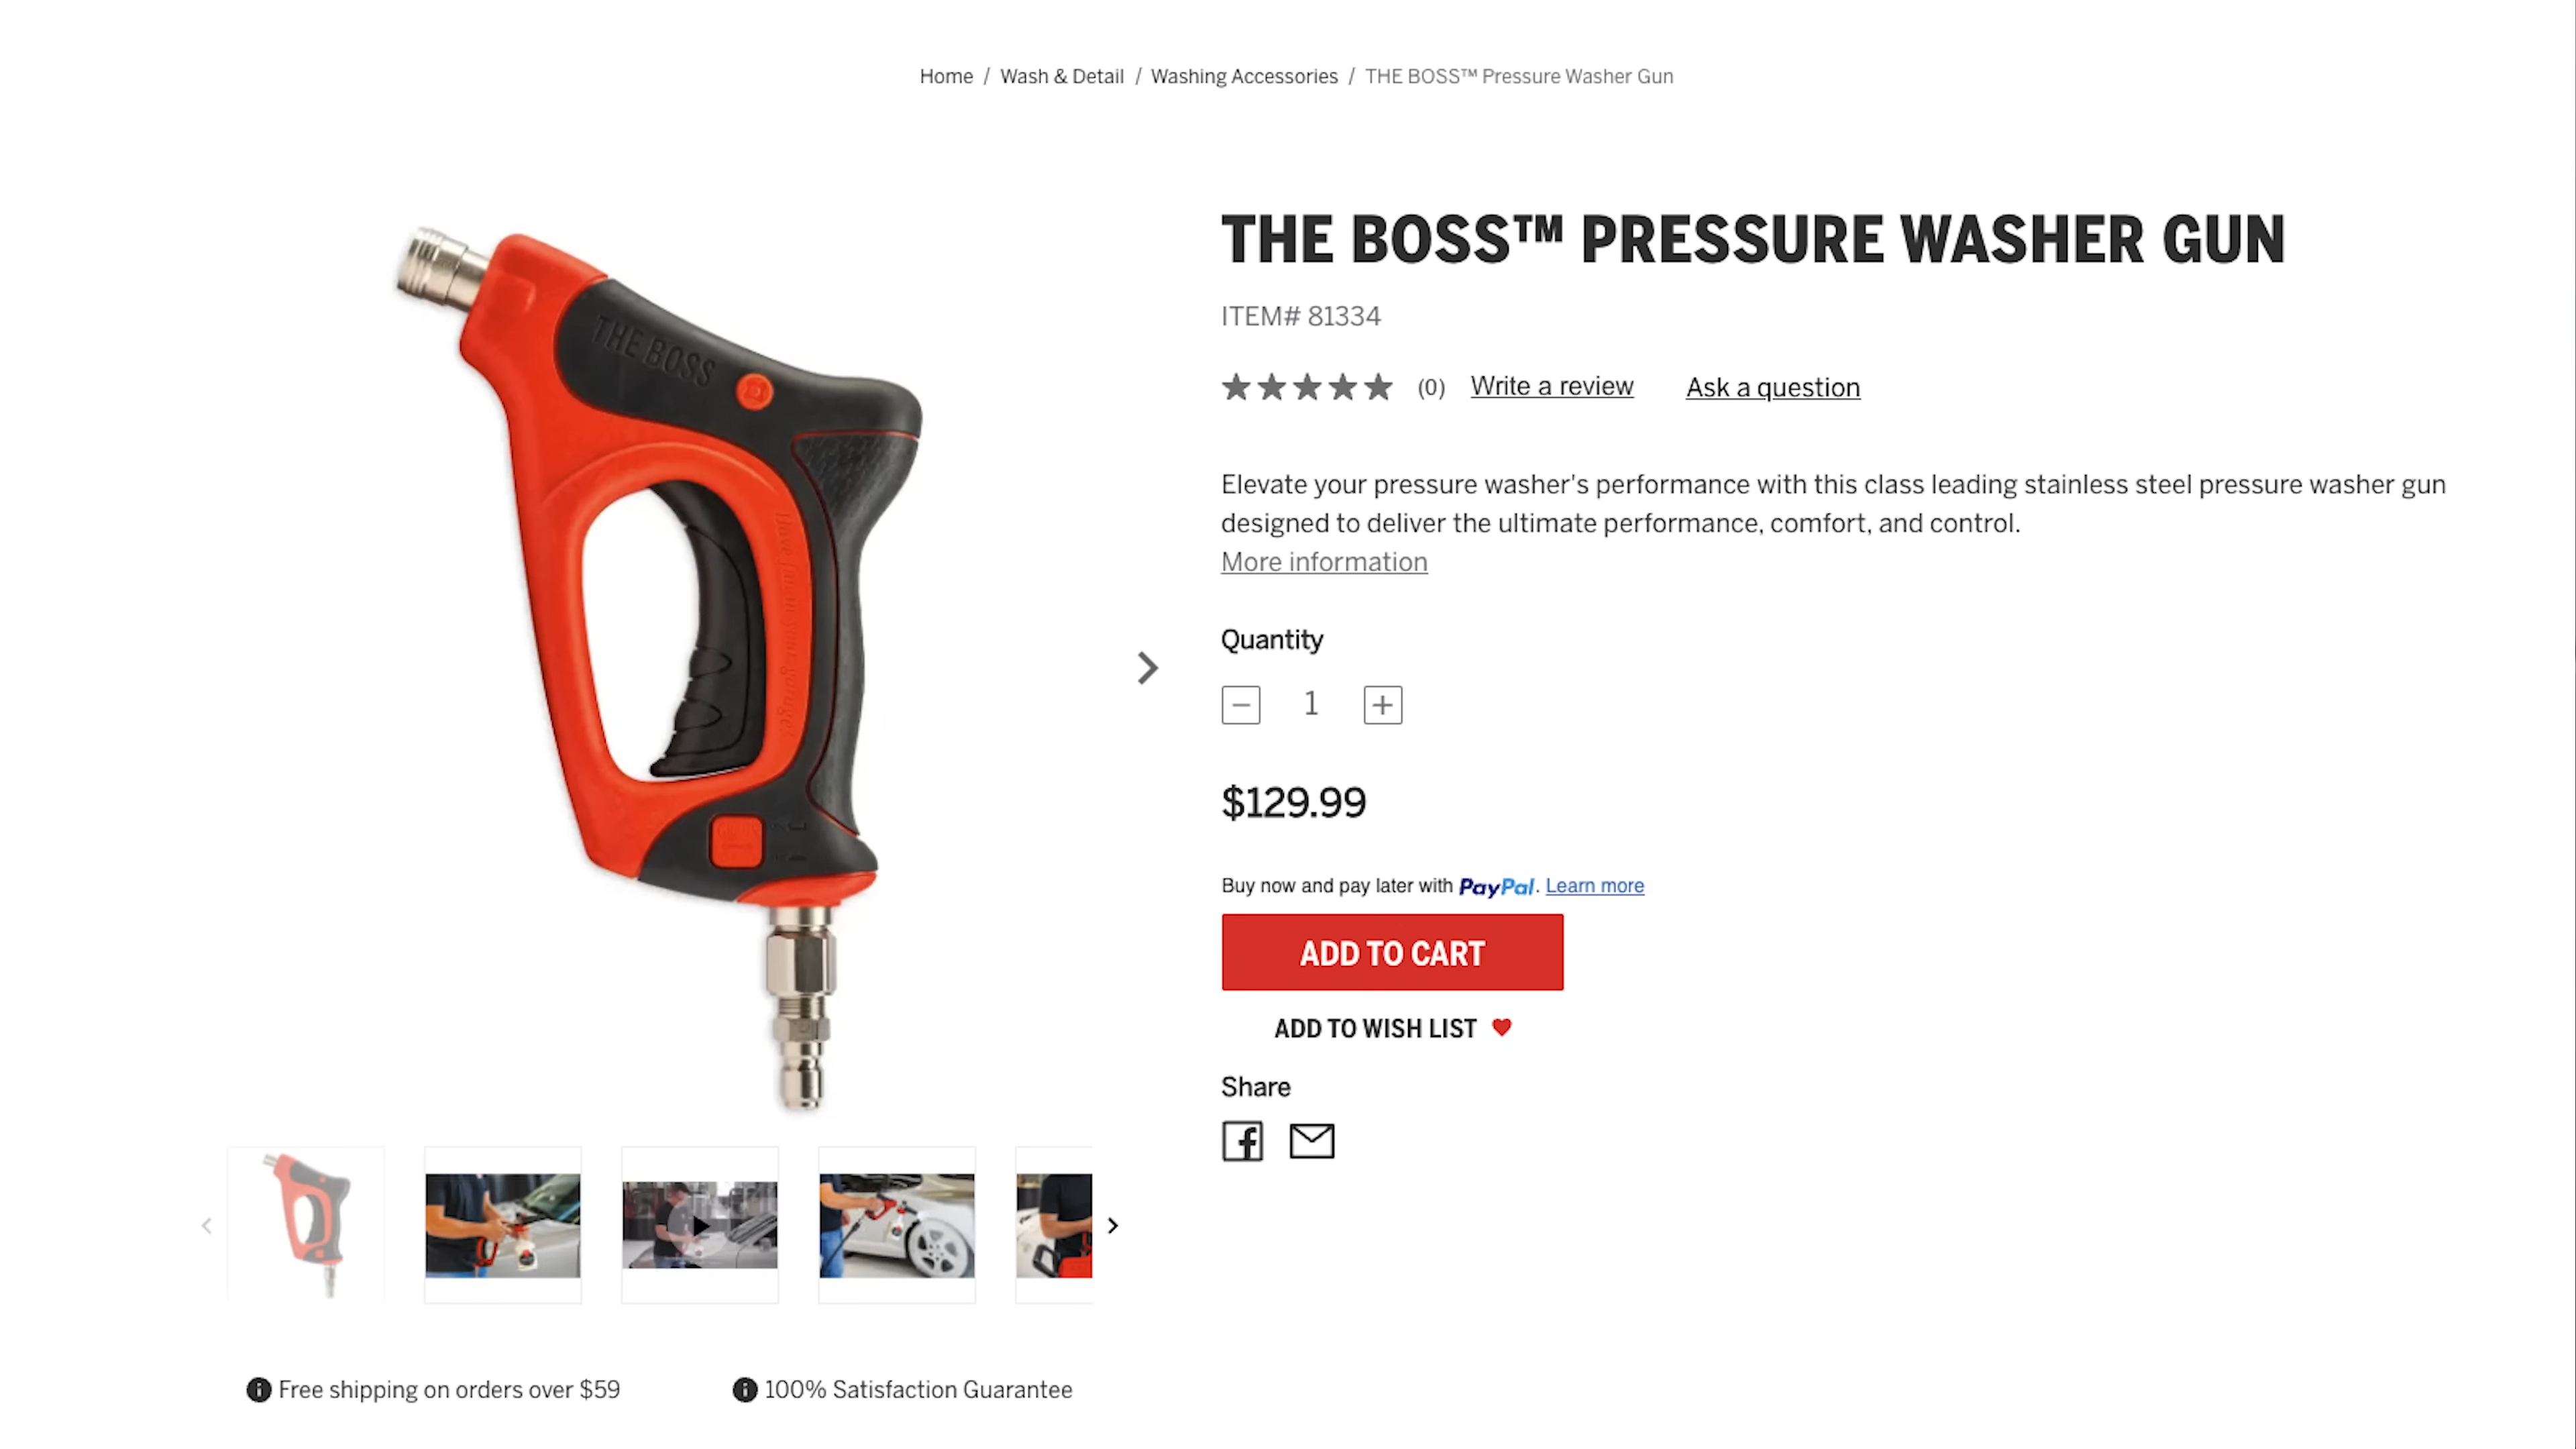 Home / Wash & Detail / Washing Accessories / THE BOSS™ Pressure Washer Gun
THE BOSS
THE BOSS™ PRESSURE WASHER GUN
ITEM# 81334
(0) Write a review Ask a question
Elevate your pressure washer's performance with this class leading stainless steel pressure washer gun
designed to deliver the ultimate performance, comfort, and control.
More information
Quantity
1
$129.99
Buy now and pay later with PayPal. Learn more
ADD TO CART
ADD TO WISH LIST
Share
Free shipping on orders over $59
100% Satisfaction Guarantee